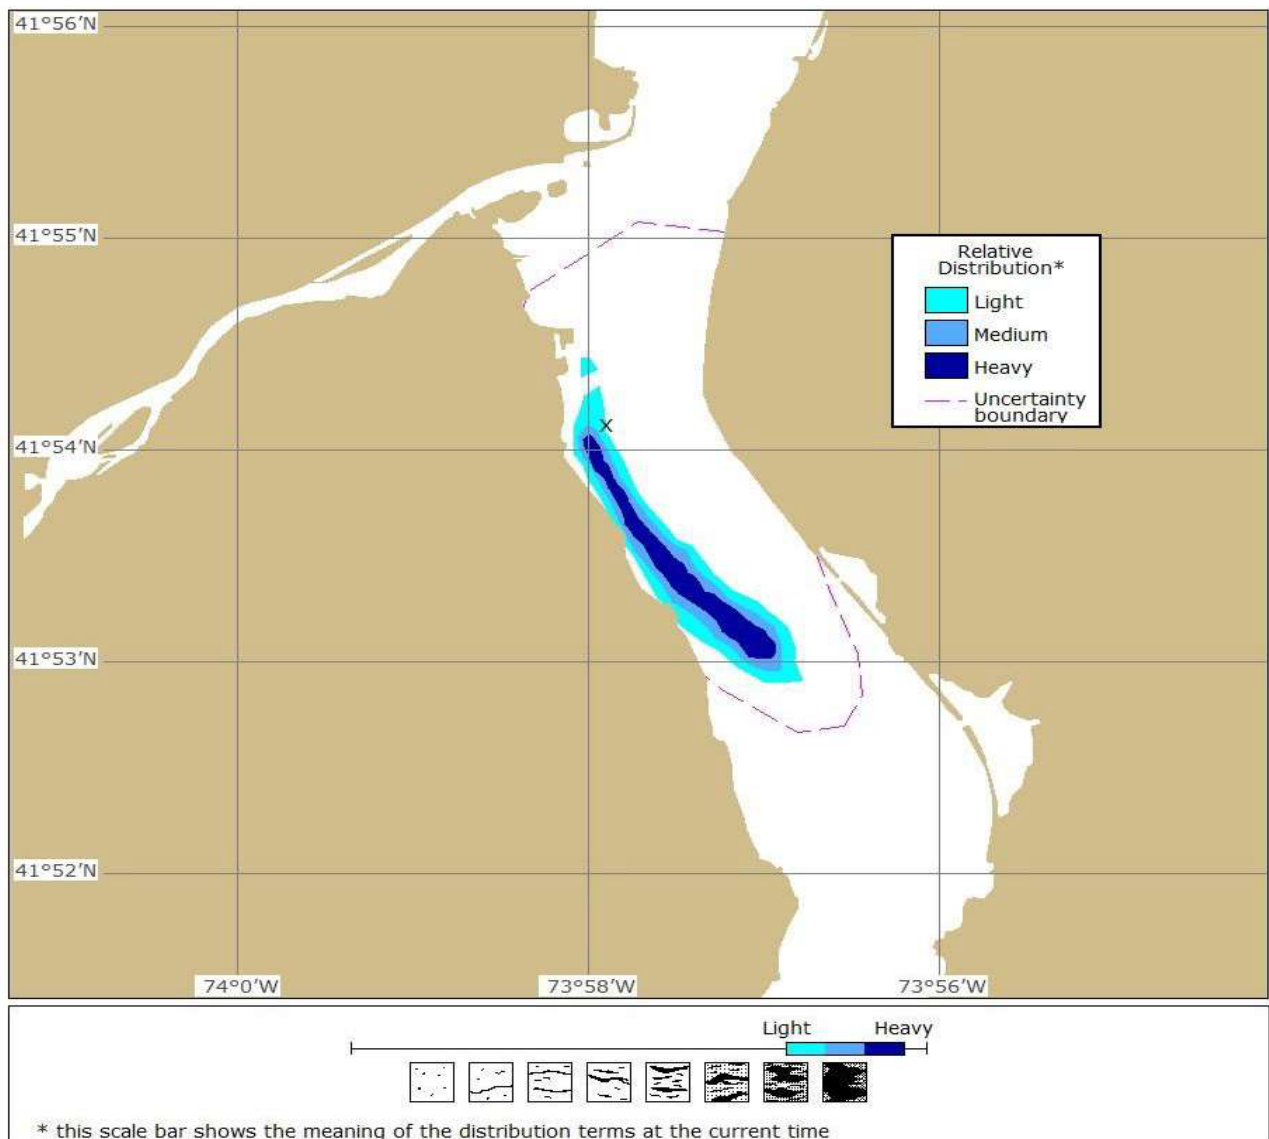 41°56′N
41°55′N
Relative
Distribution*
Light
Medium
Heavy
Uncertainty
boundary
X
41°54′N
41°53′N
41°52′N
74°0′W
73°58′W
73°56′W
Light
Heavy
* this scale bar shows the meaning of the distribution terms at the current time